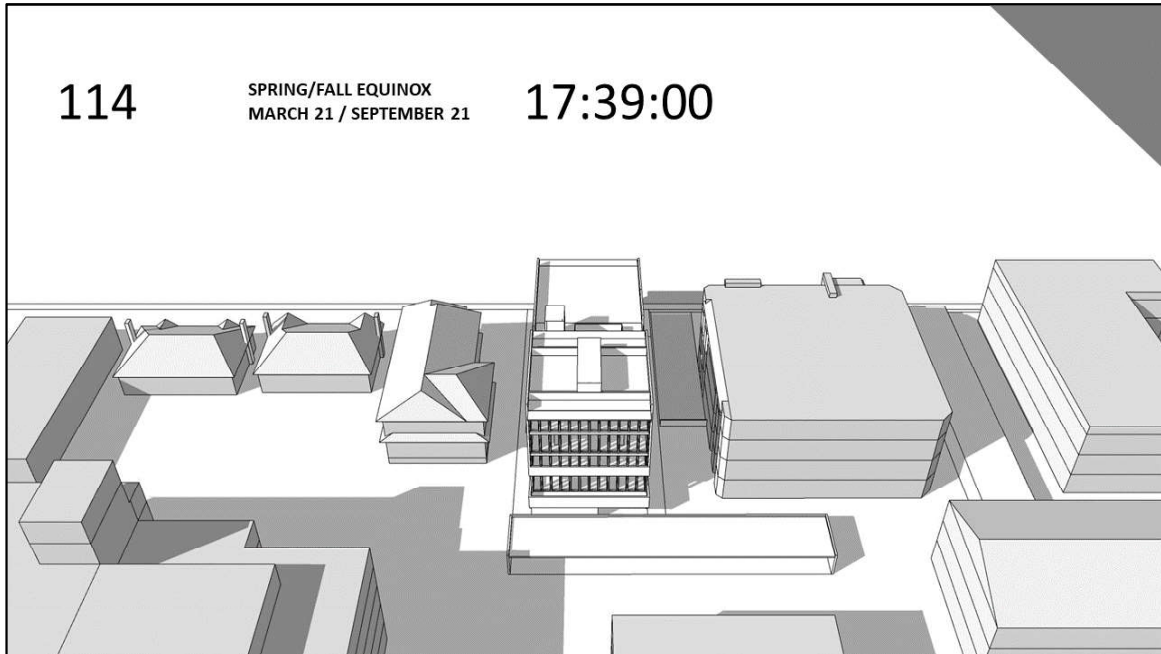 114
SPRING/FALL EQUINOX
MARCH 21 / SEPTEMBER 21
17:39:00